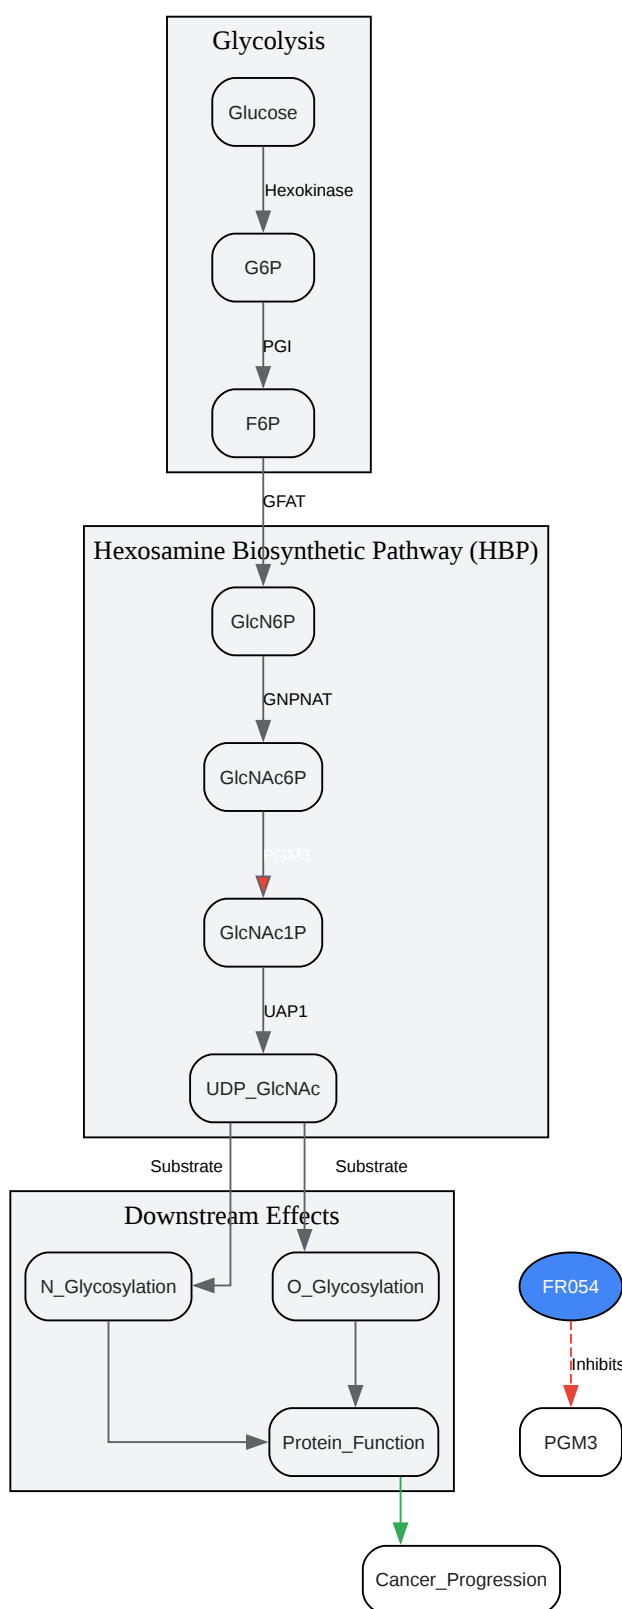 Glycolysis
Glucose
Hexokinase
G6P
PGI
F6P
GFAT
Hexosamine Biosynthetic Pathway (HBP)
GlcN6P
GNPNAT
GlcNAc6P
PGM3
GlcNAc1P
UAP1
UDP_GlcNAc
Substrate
Substrate
Downstream Effects
N_Glycosylation
O_Glycosylation
FR054
Inhibits
Protein_Function
PGM3
Cancer_Progression